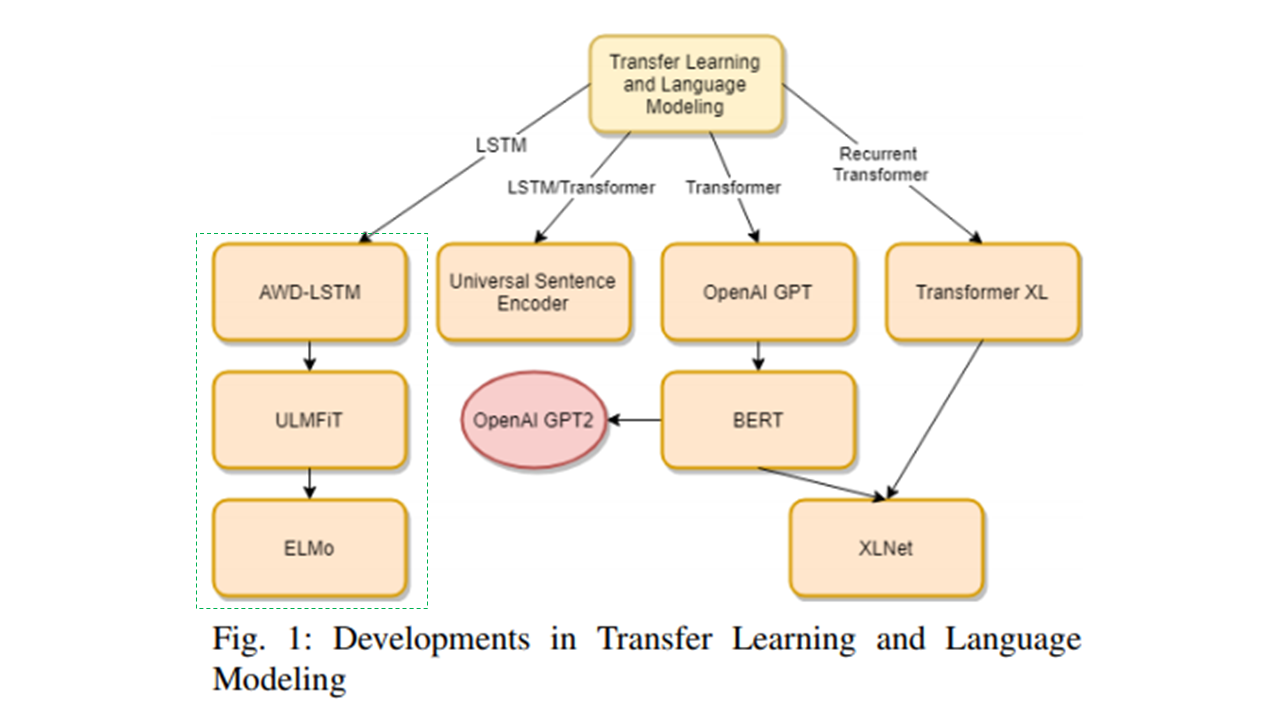 Transfer Learning
and Language
Modeling
LSTM
LSTM/Transformer
Transformer
Recurrent
Transformer
AWD-LSTM
Universal Sentence
Encoder
OpenAI GPT
Transformer XL
ULMFiT
OpenAI GPT2
BERT
ELMo
XLNet
Fig. 1: Developments in Transfer Learning and Language
Modeling